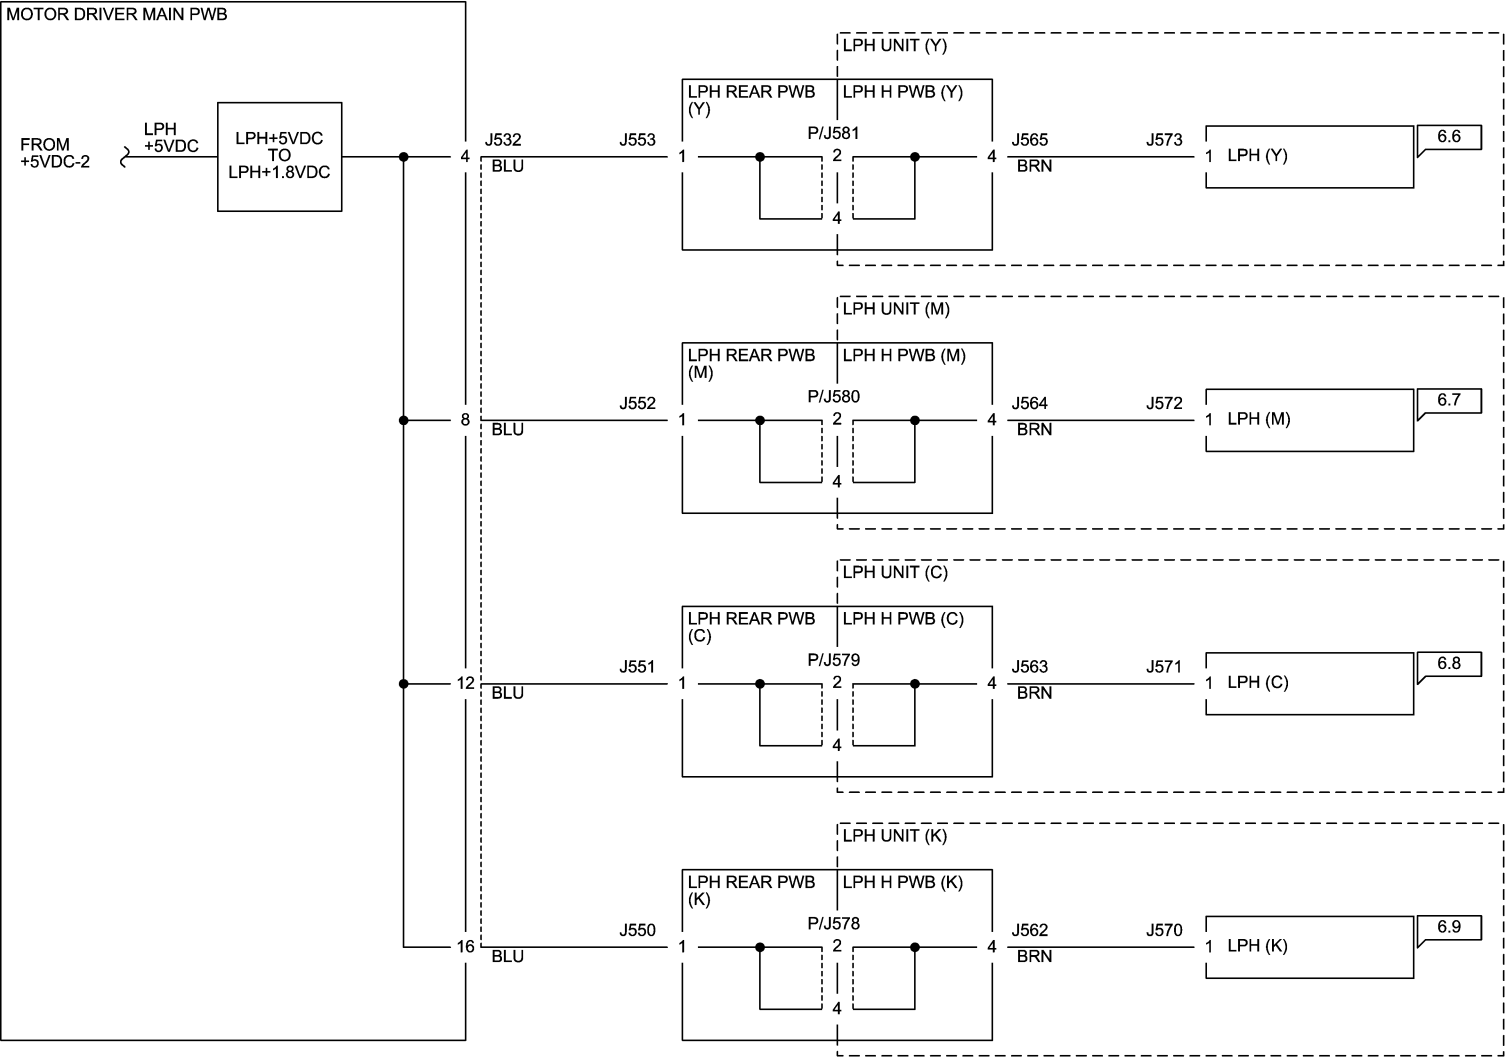 MOTOR DRIVER MAIN PWB
FROM
+5VDC-2
LPH
+5VDC
LPH+5VDC
TO
LPH+1.8VDC
LPH UNIT (Y)
LPH REAR PWB
(Y)
LPH H PWB (Y)
4
J532
BLU
J553
1
P/J581
2
4
4
J565
BRN
J573
1
LPH (Y)
6.6
LPH UNIT (M)
LPH REAR PWB
(M)
LPH H PWB (M)
8
BLU
J552
1
P/J580
2
4
4
J564
BRN
J572
1
LPH (M)
6.7
LPH UNIT (C)
LPH REAR PWB
(C)
LPH H PWB (C)
12
BLU
J551
1
P/J579
2
4
4
J563
BRN
J571
1
LPH (C)
6.8
LPH UNIT (K)
LPH REAR PWB
(K)
LPH H PWB (K)
16
BLU
J550
1
P/J578
2
4
4
J562
BRN
J570
1
LPH (K)
6.9